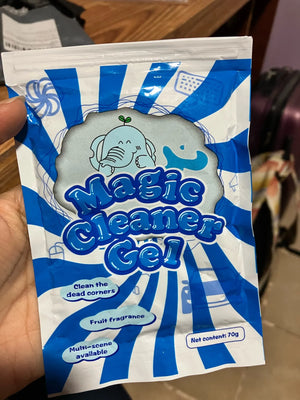 Magic
Cleaner
Gel
Clean the
dead corners
Fruit fragrance
Multi-scene
available
Net content: 70g